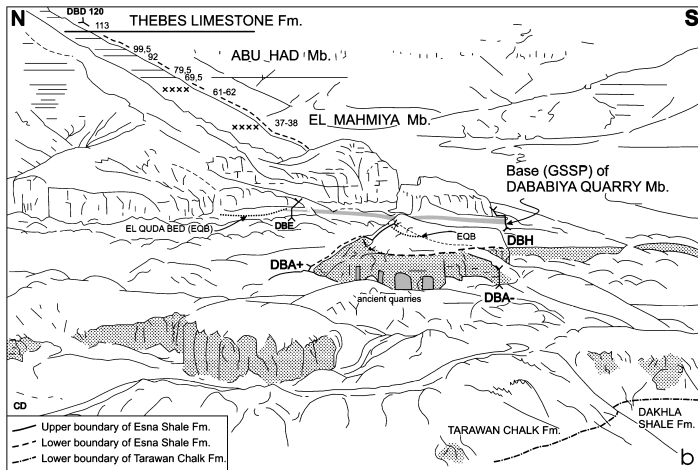 N
DBD 120
113
THEBES LIMESTONE Fm.
S
99,5
92
ABU HAD Mb.
79,5
69,5
xxxx
61-62
xxxx
37-38
EL MAHMIYA Mb.
Base (GSSP) of
DABABIYA QUARRY Mb.
EL QUDA BED (EQB)
DBE
EQB
DBH
DBA+
ancient quarries
DBA-
CD
Upper boundary of Esna Shale Fm.
Lower boundary of Esna Shale Fm.
Lower boundary of Tarawan Chalk Fm.
TARAWAN CHALK Fm.
DAKHLA
SHALE Fm.
b